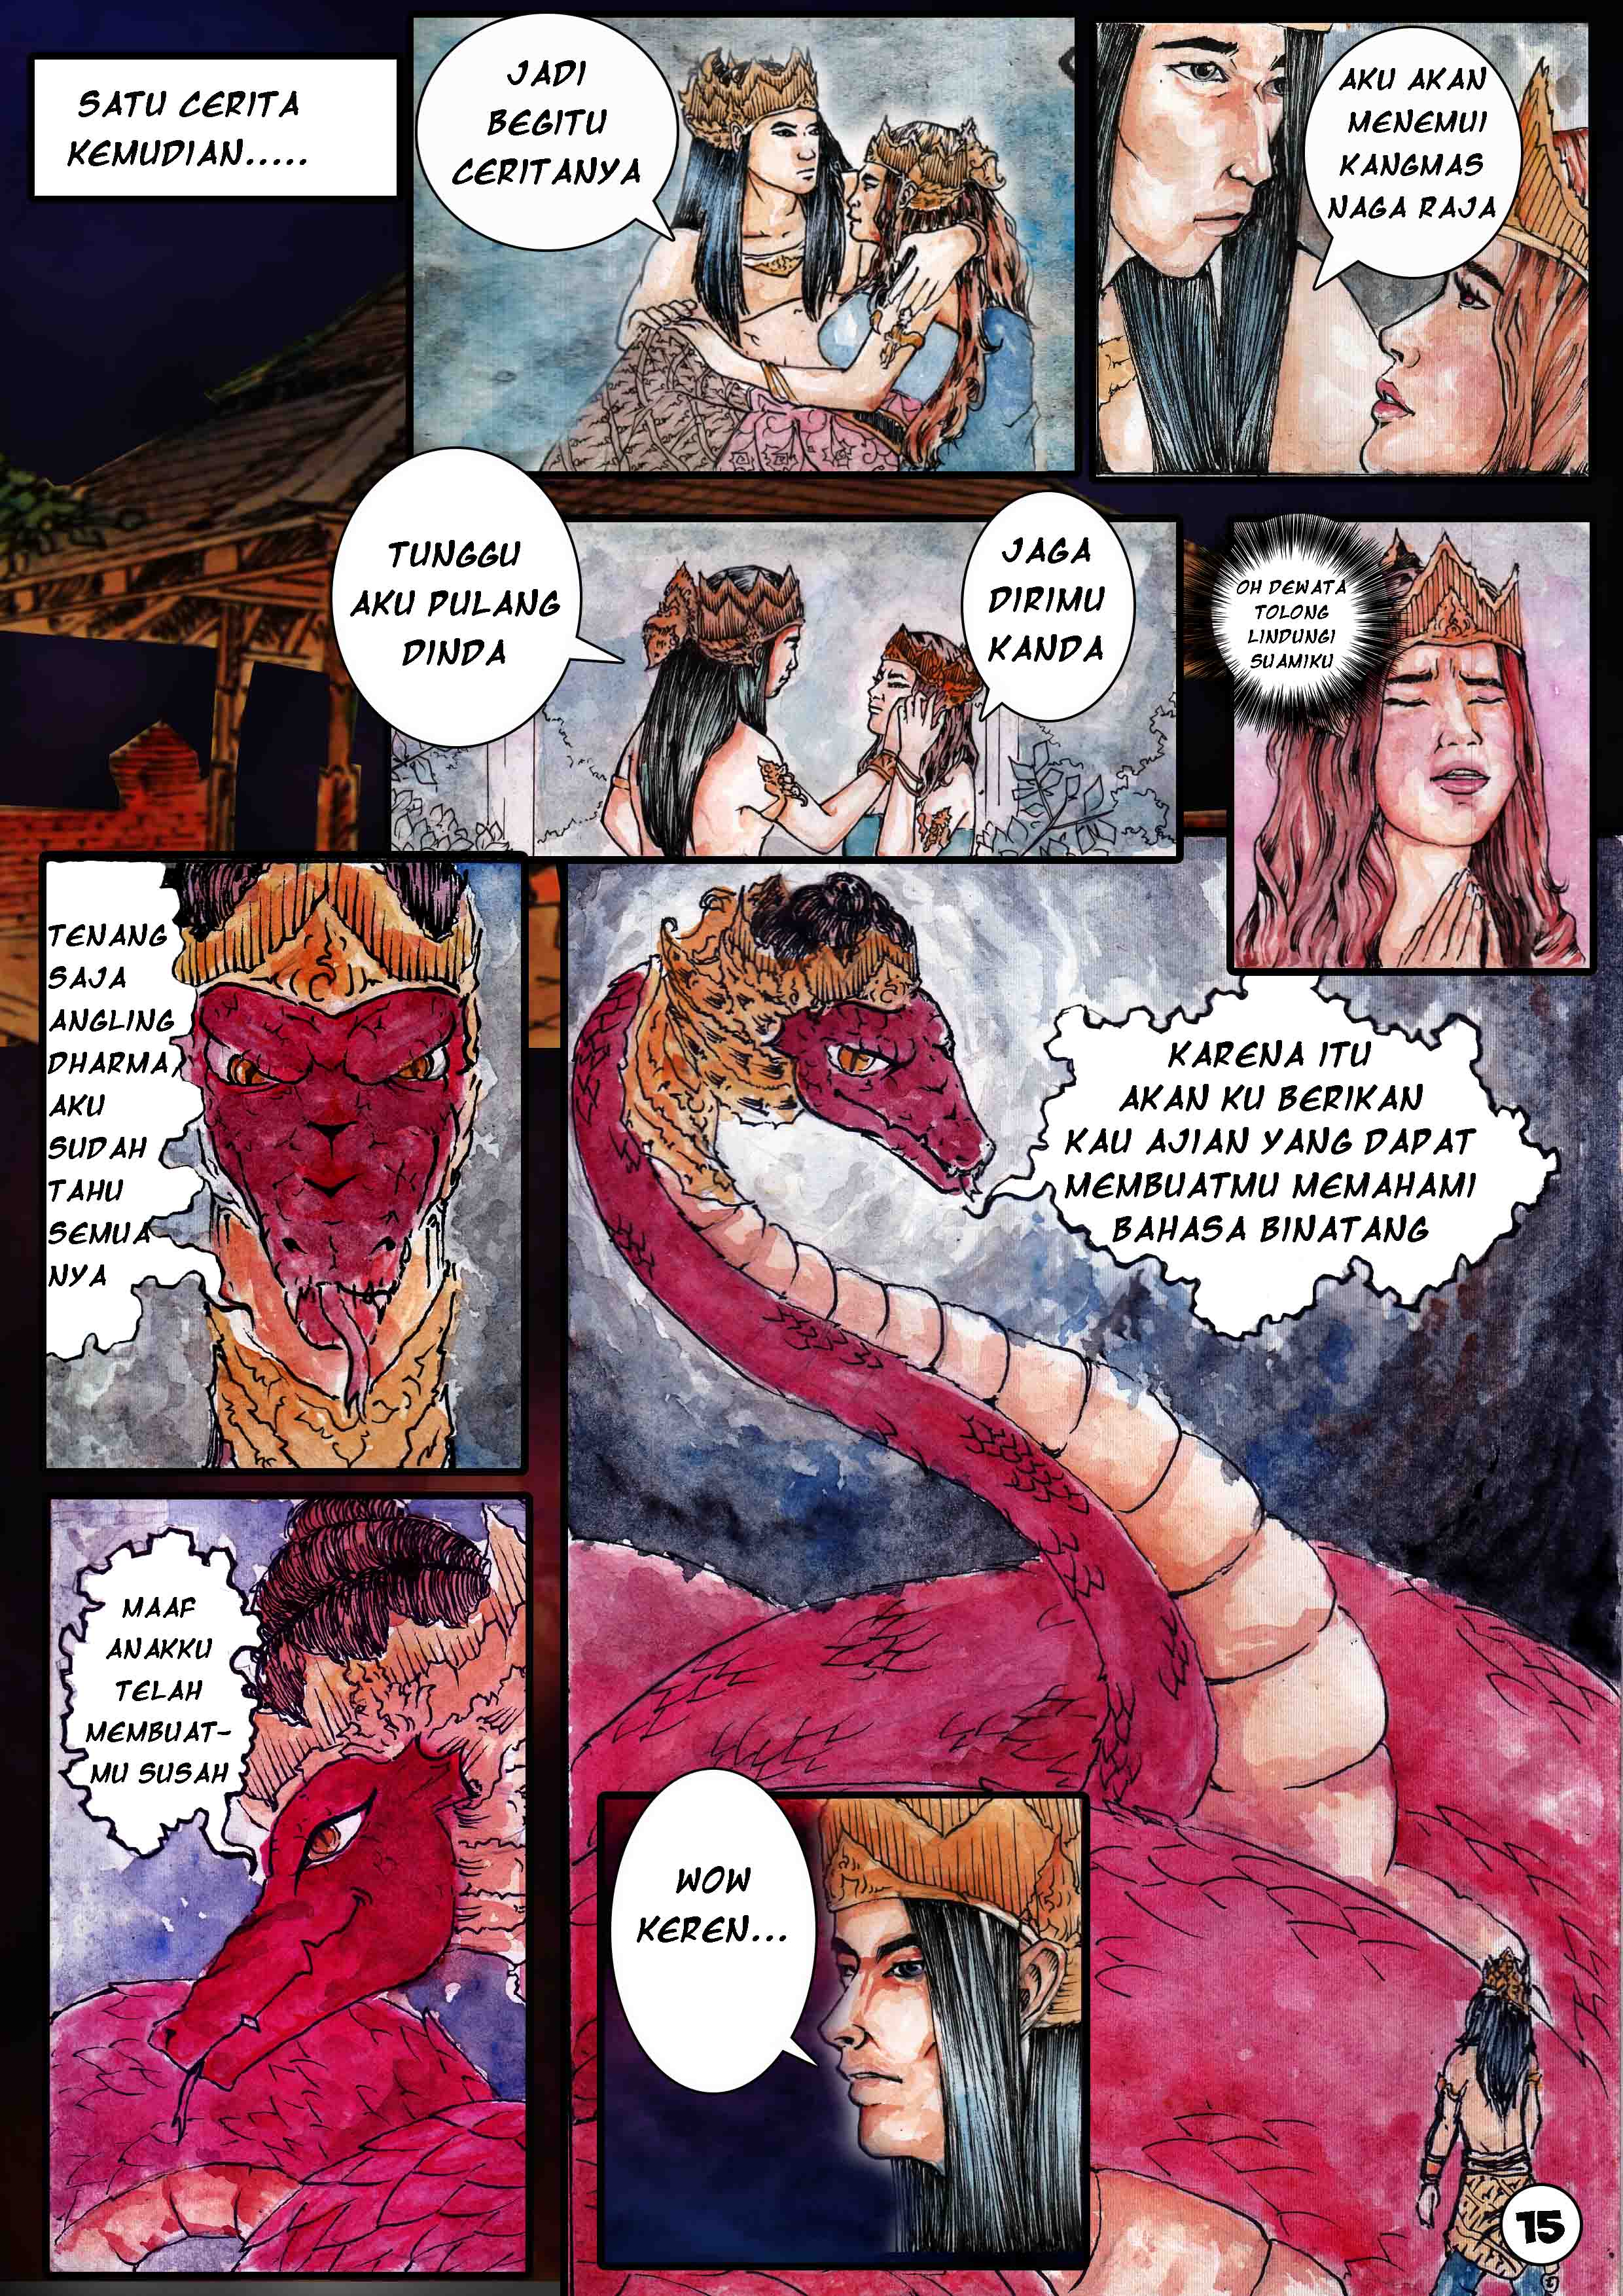 SATU CERITA
KEMUDIAN.....
JADI
BEGITU
CERITANYA
AKU AKAN
MENEMUI
KANGMAS
NAGA RAJA
TUNGGU
AKU PULANG
DINDA
JAGA
DIRIMU
KANDA
OH DEWATA
TOLONG
LINDUNGI
SUAMIKU
TENANG
SAJA
ANGLING
DHARMA,
AKU
SUDAH
TAHU
SEMUA
NYA
KARENA ITU
AKAN KU BERIKAN
KAU AJIAN YANG DAPAT
MEMBUATMU MEMAHAMI
BAHASA BINATANG
MAAF
ANAKKU
TELAH
MEMBUAT-
MU SUSAH
WOW
KEREN...
15